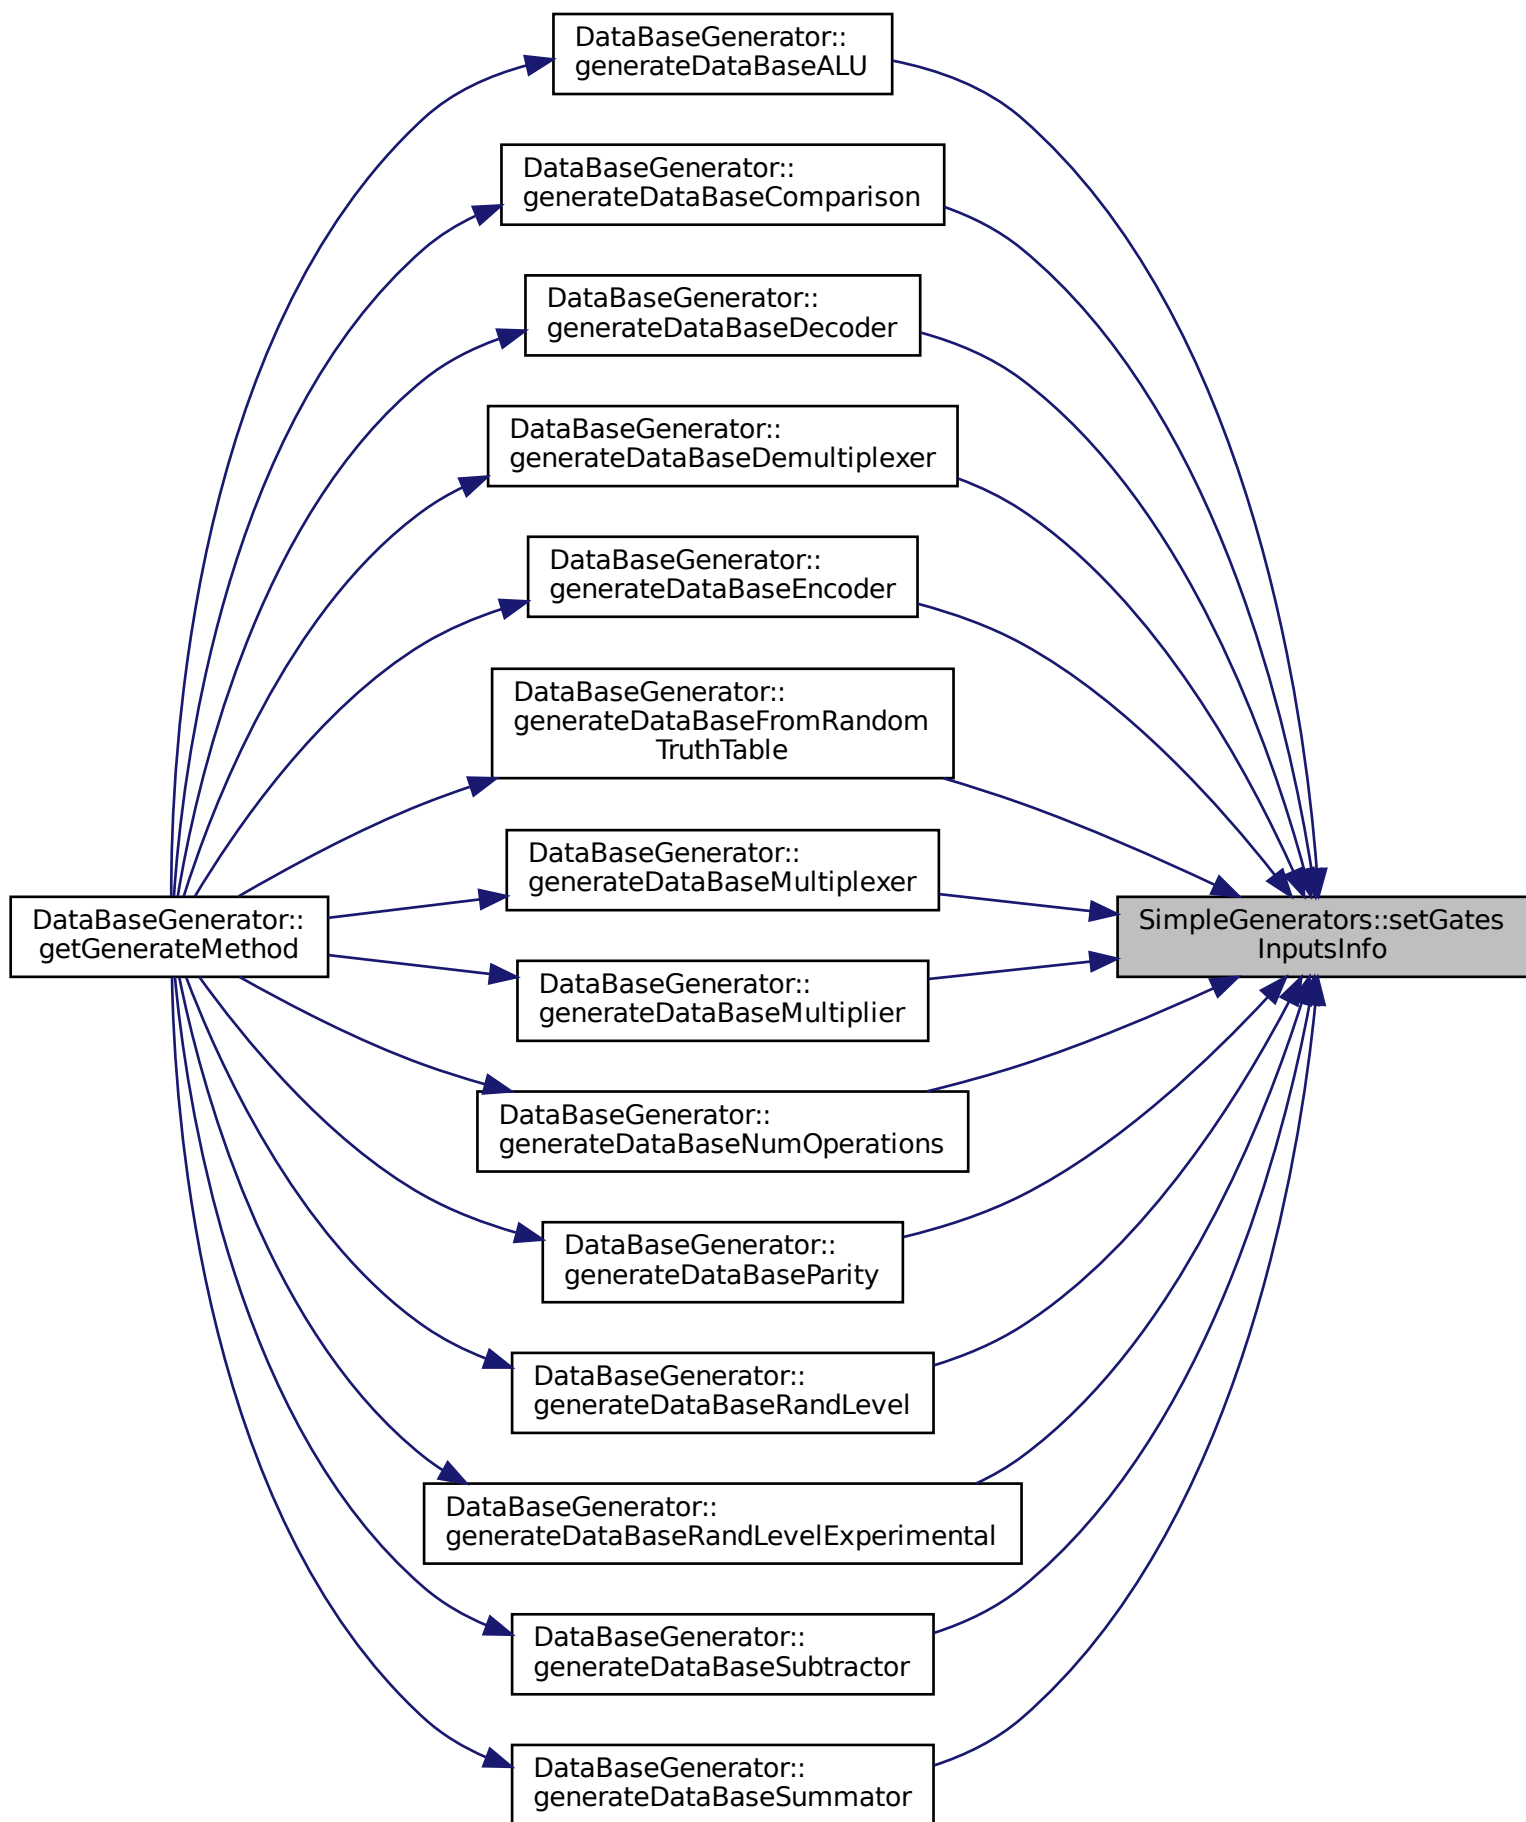 DataBaseGenerator::
generateDataBaseALU
DataBaseGenerator::
generateDataBaseComparison
DataBaseGenerator::
generateDataBaseDecoder
DataBaseGenerator::
generateDataBaseDemultiplexer
DataBaseGenerator::
generateDataBaseEncoder
DataBaseGenerator::
generateDataBaseFromRandom
TruthTable
DataBaseGenerator::
generateDataBaseMultiplexer
DataBaseGenerator::
getGenerateMethod
SimpleGenerators::setGates
InputsInfo
DataBaseGenerator::
generateDataBaseMultiplier
DataBaseGenerator::
generateDataBaseNumOperations
DataBaseGenerator::
generateDataBaseParity
DataBaseGenerator::
generateDataBaseRandLevel
DataBaseGenerator::
generateDataBaseRandLevelExperimental
DataBaseGenerator::
generateDataBaseSubtractor
DataBaseGenerator::
generateDataBaseSummator